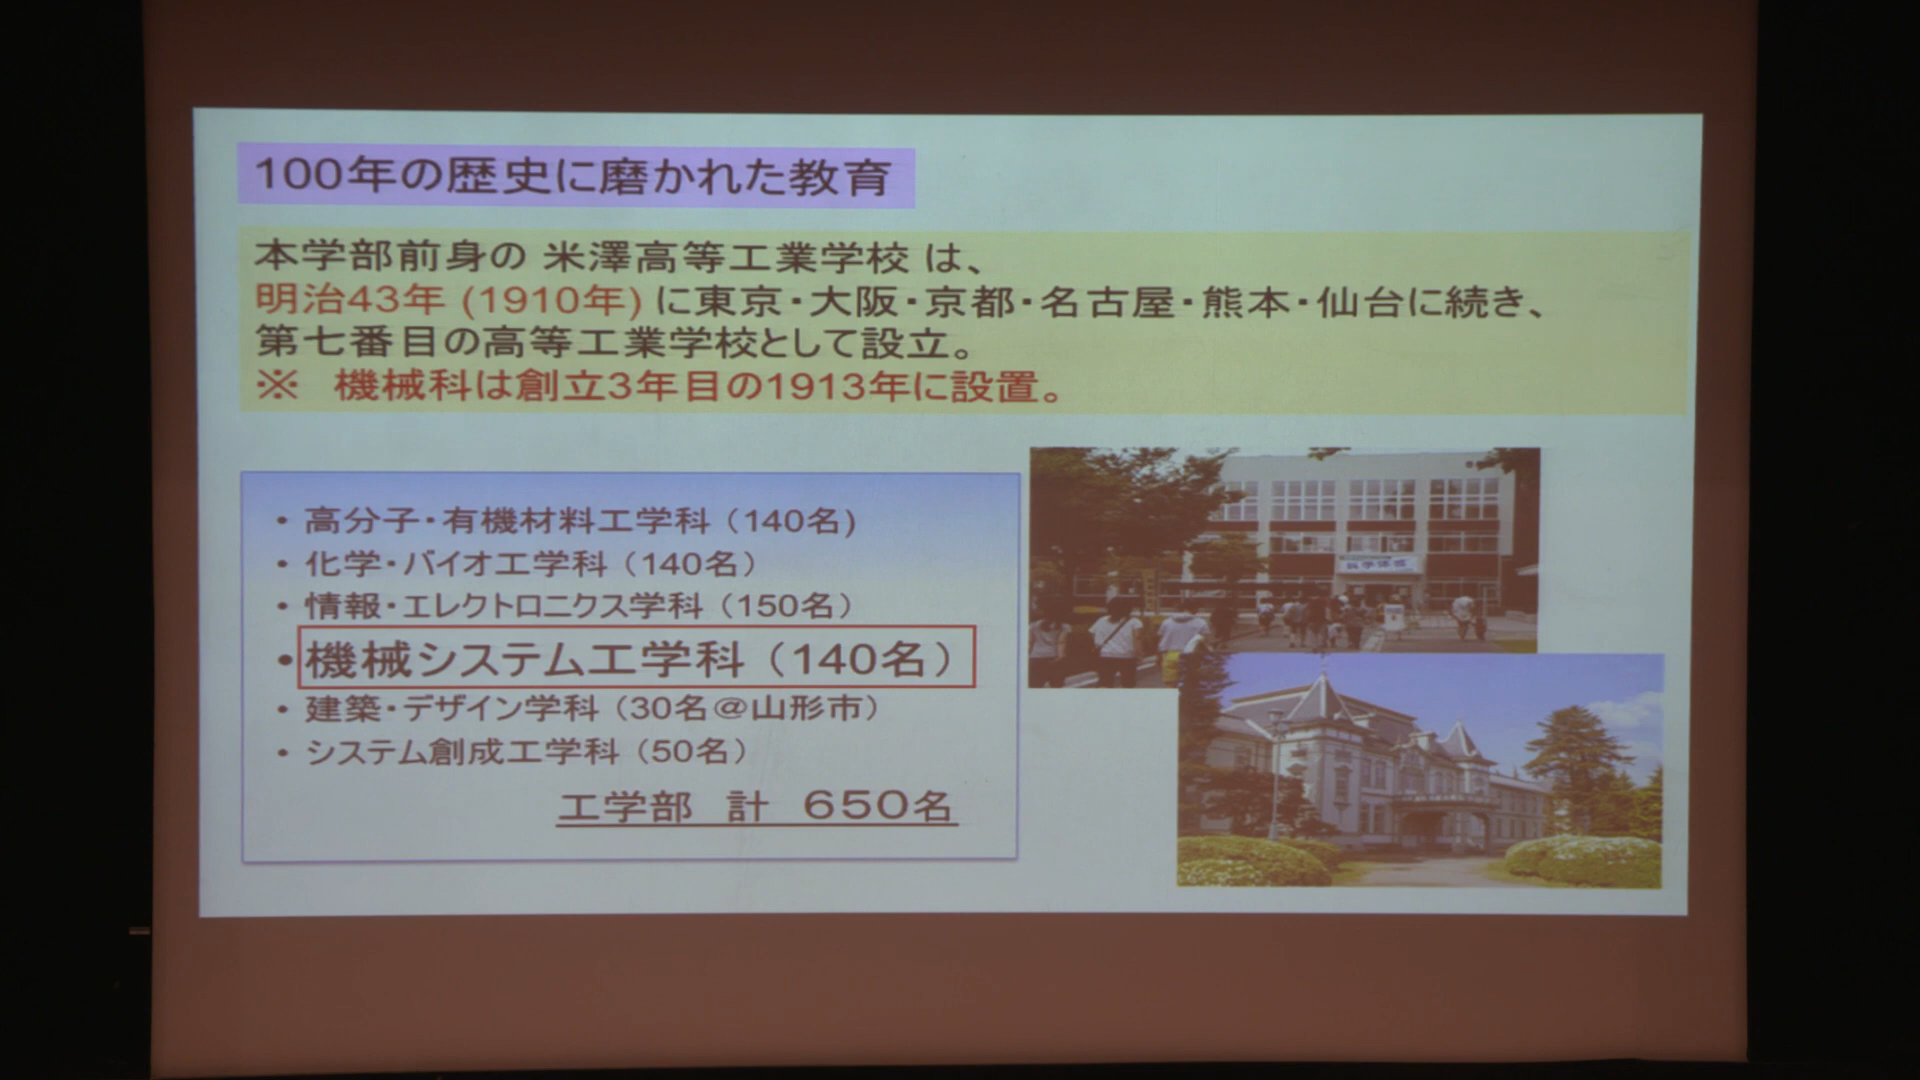 100年の歴史に磨かれた教育
本学部前身の 米澤高等工業学校 は、
明治43年 (1910年) に東京・大阪・京都・名古屋・熊本・仙台に続き、
第七番目の高等工業学校として設立。
※ 機械科は創立3年目の1913年に設置。
• 高分子・有機材料工学科（140名)
• 化学・バイオ工学科（140名）
• 情報・エレクトロニクス学科（150名）
• 機械システム工学科（140名）
• 建築・デザイン学科（30名@山形市）
• システム創成工学科（50名）
工学部 計 650名